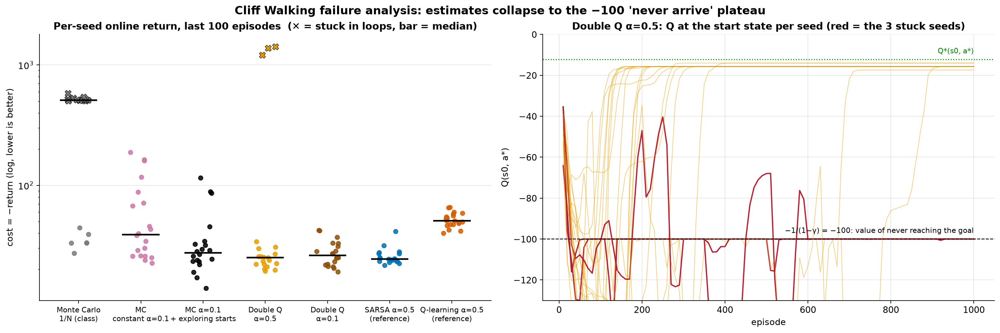 Cliff Walking failure analysis: estimates collapse to the −100 'never arrive' plateau
Per-seed online return, last 100 episodes  (✕ = stuck in loops, bar = median)
cost = −return (log, lower is better)
10³
10²
Monte Carlo
1/N (class)
MC
constant α=0.1
MC α=0.1
+ exploring starts
Double Q
α=0.5
Double Q
α=0.1
SARSA α=0.5
(reference)
Q-learning α=0.5
(reference)
Double Q α=0.5: Q at the start state per seed (red = the 3 stuck seeds)
Q(s0, a*)
0
−20
−40
−60
−80
−100
−120
Q*(s0, a*)
−1/(1−γ) = −100: value of never reaching the goal
0
200
400
600
800
1000
episode